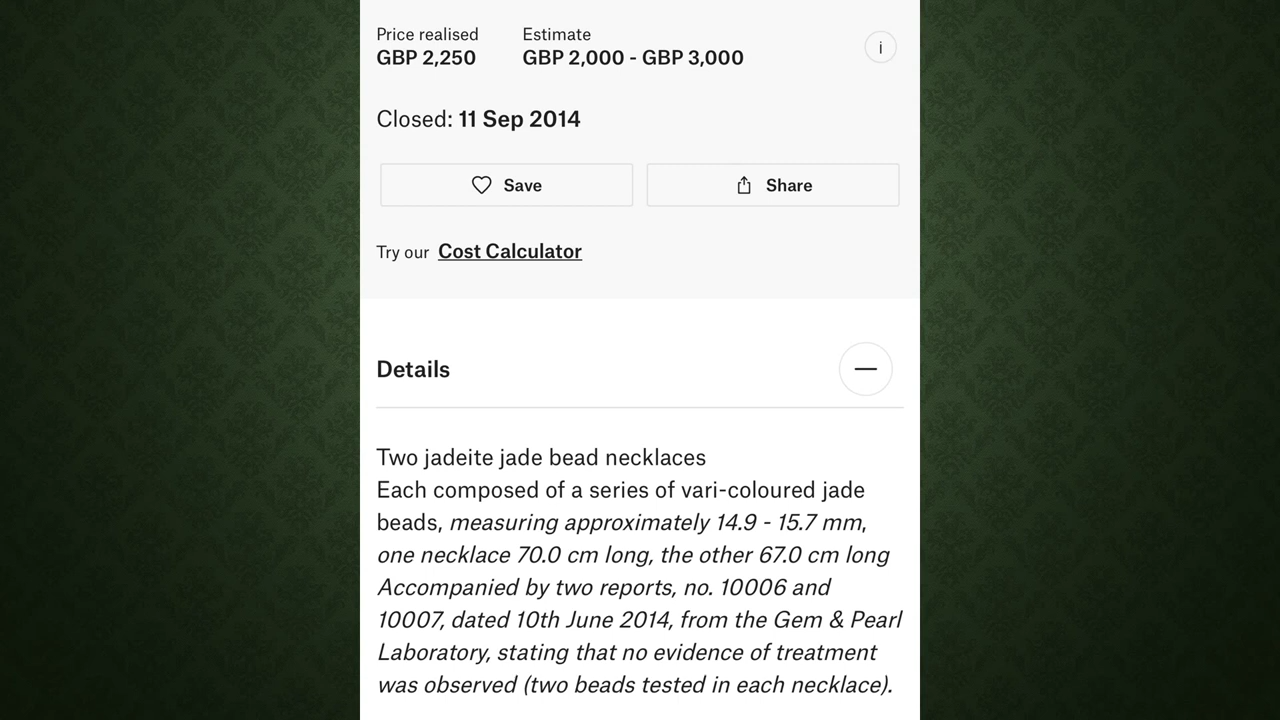 Price realised Estimate
GBP 2,250 GBP 2,000 - GBP 3,000
i
Closed: 11 Sep 2014
Save Share
Try our Cost Calculator
Details
Two jadeite jade bead necklaces
Each composed of a series of vari-coloured jade
beads, measuring approximately 14.9 - 15.7 mm,
one necklace 70.0 cm long, the other 67.0 cm long
Accompanied by two reports, no. 10006 and
10007, dated 10th June 2014, from the Gem & Pearl
Laboratory, stating that no evidence of treatment
was observed (two beads tested in each necklace).